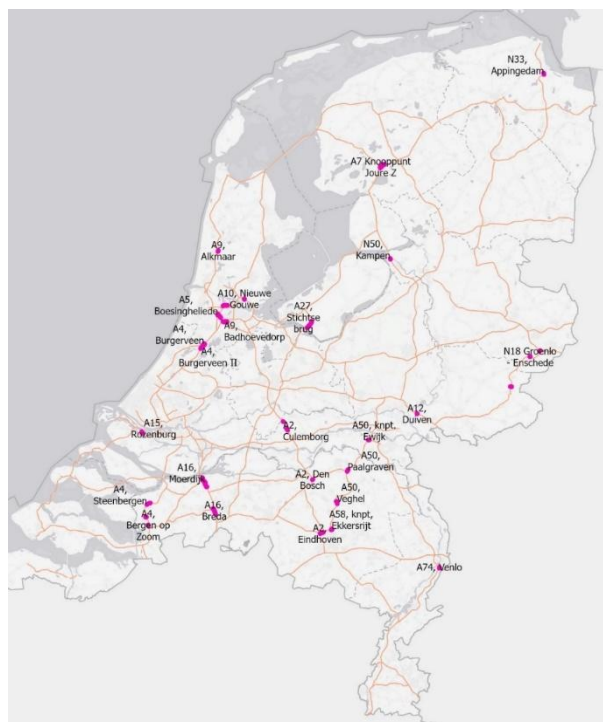 N33,
Appingedam
A7 Knooppunt
Joure Z
A9,
Alkmaar
N50,
Kampen
A10, Nieuwe
Gouwe
A5,
Boesingheliede
A27,
Stichtse
brug
A9,
Badhoevedorp
A4,
Burgerveen
A4,
Burgerveen II
N18 Groenlo
- Enschede
A12,
Duiven
A15,
Rozenburg
A2,
Culemborg
A50, knpt,
Ewijk
A50,
Paalgraven
A16,
Moerdijk
A2, Den
Bosch
A4,
Steenbergen
A50,
Veghel
A16,
Breda
A4,
Bergen op
Zoom
A58, knpt,
Ekkersrijt
A2,
Eindhoven
A74, Venlo